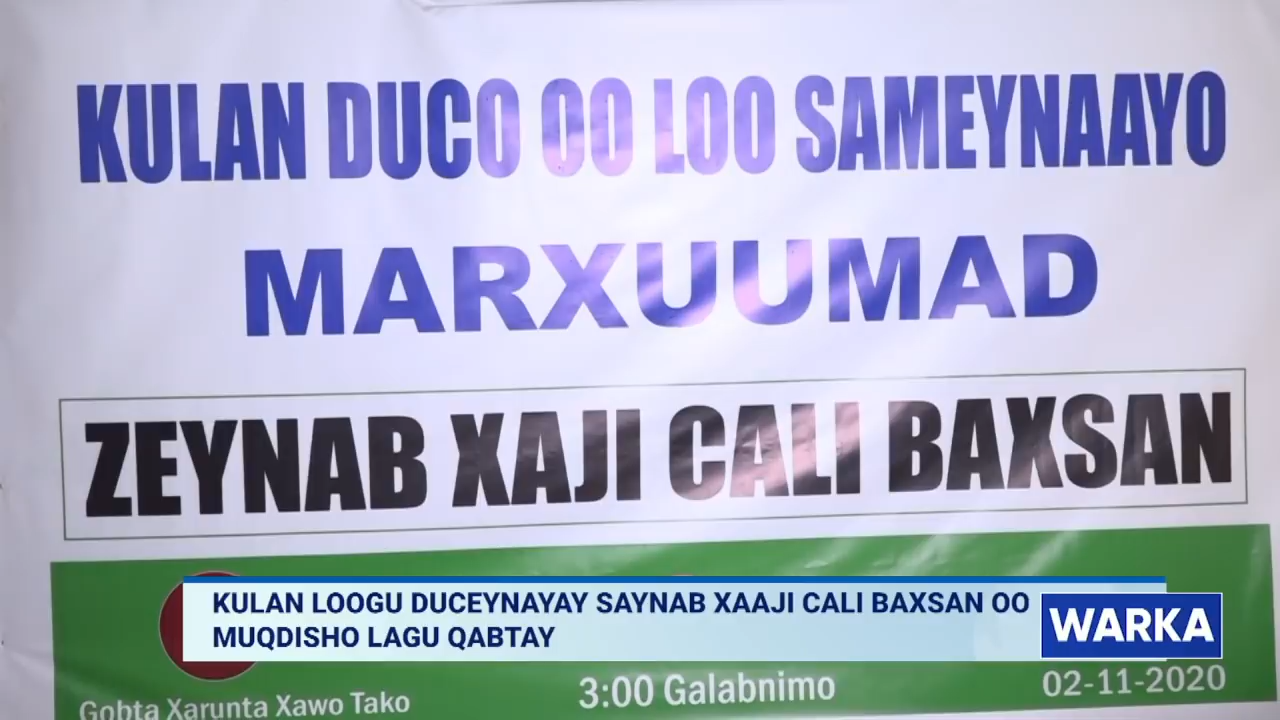 KULAN DUCO OO LOO SAMEYNAAYO
MARXUUMAD
ZEYNAB XAJI CALI BAXSAN
KULAN LOOGU DUCEYNAYAY SAYNAB XAAJI CALI BAXSAN OO
MUQDISHO LAGU QABTAY
WARKA
Gobta Xarunta Xawo Tako
3:00 Galabnimo
02-11-2020